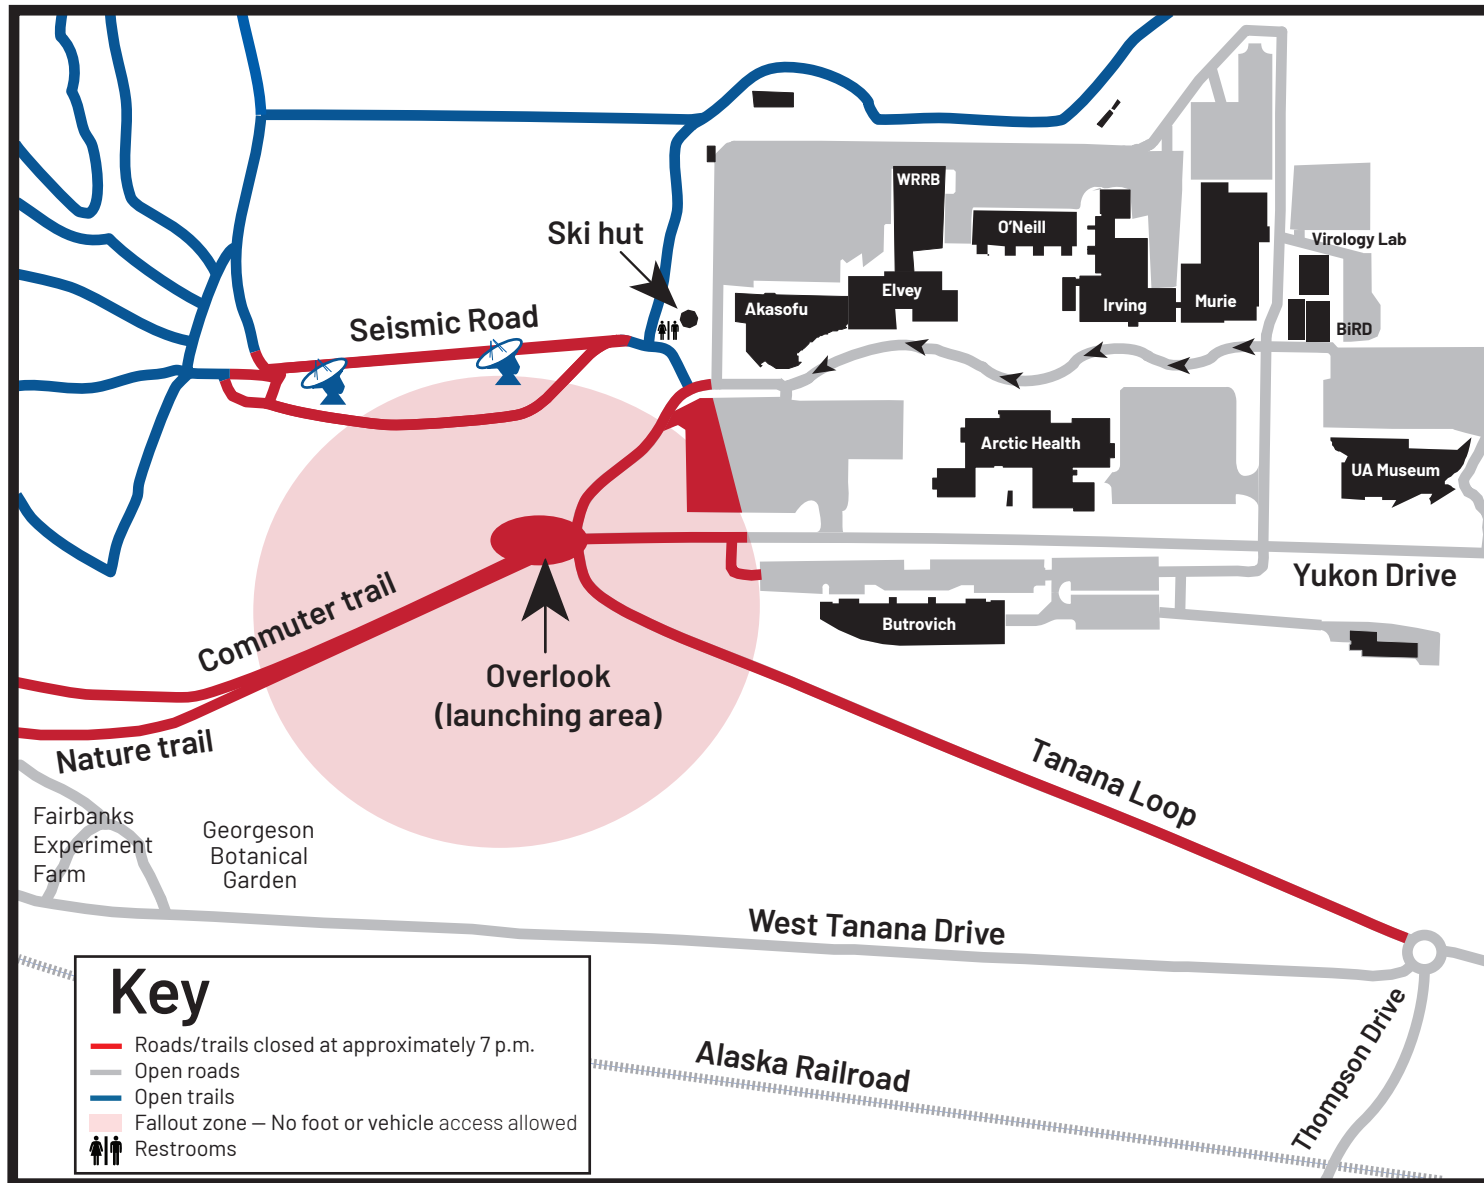 WRRB
O'Neill
Ski hut
Virology Lab
Elvey
Akasofu
Irving
Murie
Seismic Road
BiRD
Arctic Health
UA Museum
Yukon Drive
Commuter trail
Butrovich
Overlook
(launching area)
Nature trail
Tanana Loop
Fairbanks
Experiment
Farm
Georgeson
Botanical
Garden
West Tanana Drive
Key
Roads/trails closed at approximately 7 p.m.
Open roads
Open trails
Fallout zone — No foot or vehicle access allowed
Restrooms
Alaska Railroad
Thompson Drive